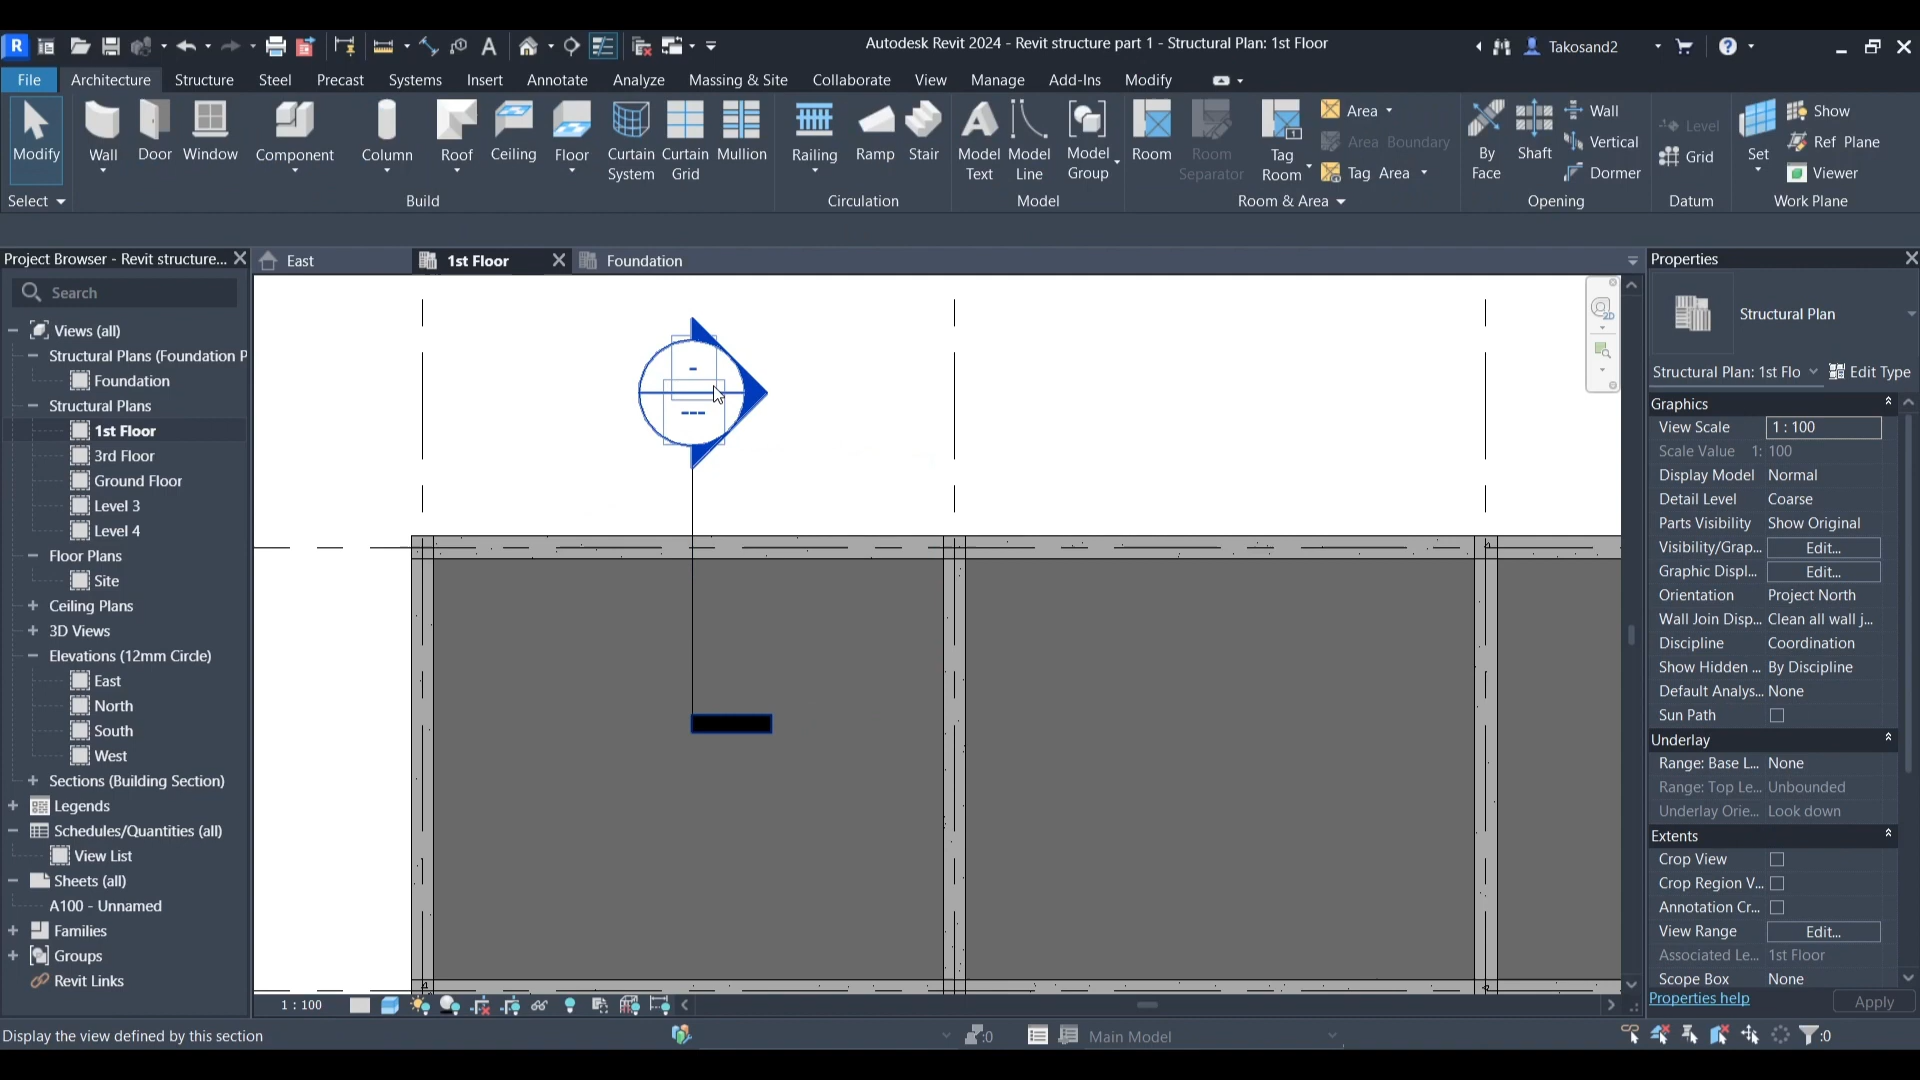 R
Autodesk Revit 2024 - Revit structure part 1 - Structural Plan: 1st Floor
Takosand2
File Architecture Structure Steel Precast Systems Insert Annotate Analyze Massing & Site Collaborate View Manage Add-Ins Modify
Modify
Wall
Door
Window
Component
Column
Roof
Ceiling
Floor
Curtain System
Curtain Grid
Mullion
Railing
Ramp
Stair
Model Text
Model Line
Model Group
Room
Room Separator
Tag Room
Area
Area Boundary
Tag Area
By Face
Shaft
Wall
Vertical
Dormer
Level
Grid
Set
Show
Ref Plane
Viewer
Select
Build
Circulation
Model
Room & Area
Opening
Datum
Work Plane
Project Browser - Revit structure...
Search
Views (all)
Structural Plans (Foundation P
Foundation
Structural Plans
1st Floor
3rd Floor
Ground Floor
Level 3
Level 4
Floor Plans
Site
Ceiling Plans
3D Views
Elevations (12mm Circle)
East
North
South
West
Sections (Building Section)
Legends
Schedules/Quantities (all)
View List
Sheets (all)
A100 - Unnamed
Families
Groups
Revit Links
East
1st Floor
Foundation
-
---
2D
Properties
Structural Plan
Structural Plan: 1st Flo
Edit Type
Graphics
View Scale 1 : 100
Scale Value 1: 100
Display Model Normal
Detail Level Coarse
Parts Visibility Show Original
Visibility/Grap... Edit...
Graphic Displ... Edit...
Orientation Project North
Wall Join Disp... Clean all wall j...
Discipline Coordination
Show Hidden ... By Discipline
Default Analys... None
Sun Path
Underlay
Range: Base L... None
Range: Top Le... Unbounded
Underlay Orie... Look down
Extents
Crop View
Crop Region V...
Annotation Cr...
View Range Edit...
Associated Le... 1st Floor
Scope Box None
Properties help
Apply
1 : 100
Display the view defined by this section
:0
Main Model
:0